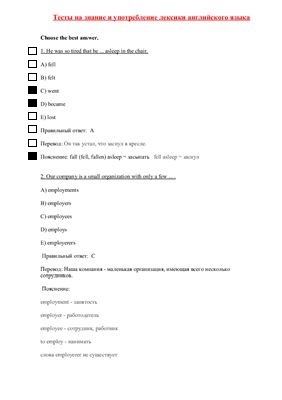 Тесты на знание и употребление лексики английского языка
Choose the best answer.
1. He was so tired that he ... asleep in the chair.
A) fell
B) felt
C) went
D) became
E) lost
Правильный ответ: A
Перевод: Он так устал, что заснул в кресле.
Пояснение: fall (fell, fallen) asleep = засыпать fell asleep = заснул
2. Our company is a small organization with only a few ... .
A) employments
B) employers
C) employees
D) employs
E) employerers
Правильный ответ: C
Перевод: Наша компания - маленькая организация, имеющая всего несколько
сотрудников.
Пояснение:
employment - занятость
employer - работодатель
employee - сотрудник, работник
to employ - нанимать
слова employerer не существует